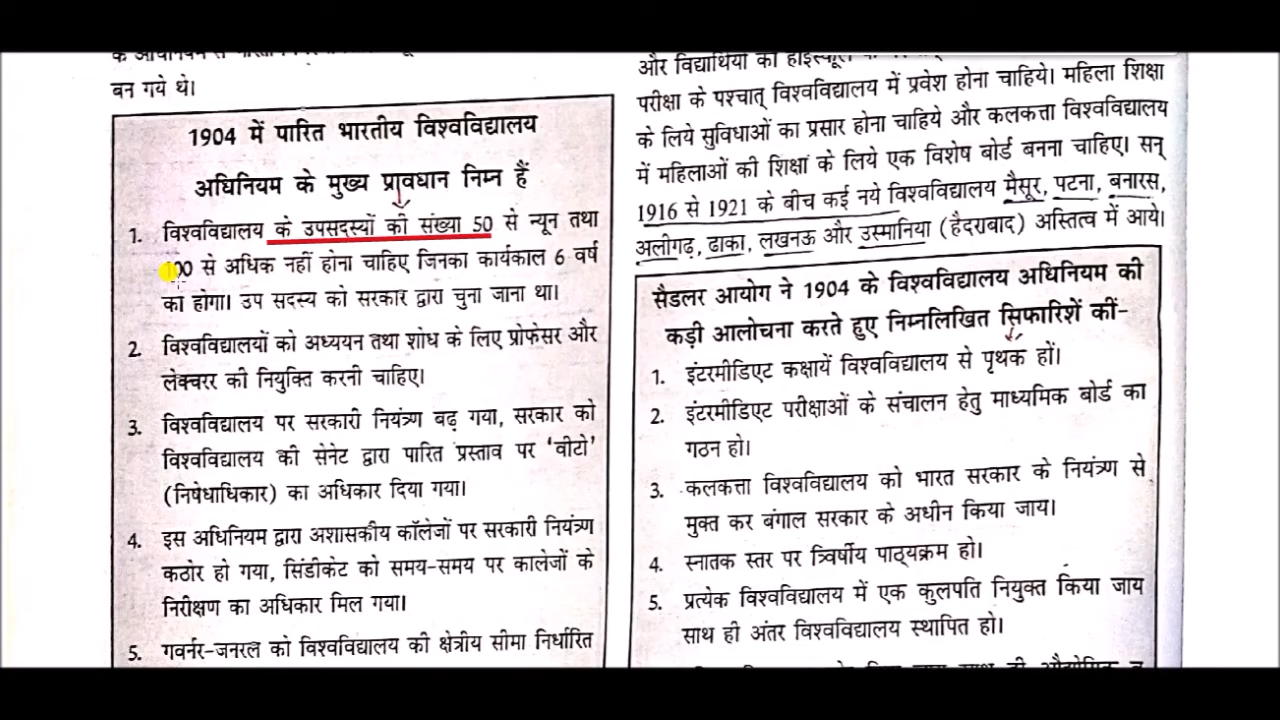 बन गये थे।
1904 में पारित भारतीय विश्वविद्यालय
अधिनियम के मुख्य प्रावधान निम्न हैं
1. विश्वविद्यालय के उपसदस्यों की संख्या 50 से न्यून तथा
100 से अधिक नहीं होना चाहिए जिनका कार्यकाल 6 वर्ष
का होगा। उप सदस्य को सरकार द्वारा चुना जाना था।
2. विश्वविद्यालयों को अध्ययन तथा शोध के लिए प्रोफेसर और
लेक्चरर की नियुक्ति करनी चाहिए।
3. विश्वविद्यालय पर सरकारी नियंत्रण बढ़ गया, सरकार को
विश्वविद्यालय की सेनेट द्वारा पारित प्रस्ताव पर 'वीटो'
(निषेधाधिकार) का अधिकार दिया गया।
4. इस अधिनियम द्वारा अशासकीय कॉलेजों पर सरकारी नियंत्रण
कठोर हो गया, सिंडीकेट को समय-समय पर कालेजों के
निरीक्षण का अधिकार मिल गया।
5. गवर्नर-जनरल को विश्वविद्यालय की क्षेत्रीय सीमा निर्धारित
और विद्यार्थियों को
परीक्षा के पश्चात् विश्वविद्यालय में प्रवेश होना चाहिये। महिला शिक्षा
के लिये सुविधाओं का प्रसार होना चाहिये और कलकत्ता विश्वविद्यालय
में महिलाओं की शिक्षा के लिये एक विशेष बोर्ड बनना चाहिए। सन्
1916 से 1921 के बीच कई नये विश्वविद्यालय मैसूर, पटना, बनारस,
अलीगढ़, ढाका, लखनऊ और उस्मानिया (हैदराबाद) अस्तित्व में आये।
सैडलर आयोग ने 1904 के विश्वविद्यालय अधिनियम की
कड़ी आलोचना करते हुए निम्नलिखित सिफारिशें कीं-
1. इंटरमीडिएट कक्षायें विश्वविद्यालय से पृथक हों।
2. इंटरमीडिएट परीक्षाओं के संचालन हेतु माध्यमिक बोर्ड का
गठन हो।
3. कलकत्ता विश्वविद्यालय को भारत सरकार के नियंत्रण से
मुक्त कर बंगाल सरकार के अधीन किया जाय।
4. स्नातक स्तर पर त्रिवर्षीय पाठ्यक्रम हो।
5. प्रत्येक विश्वविद्यालय में एक कुलपति नियुक्त किया जाय
साथ ही अंतर विश्वविद्यालय स्थापित हो।